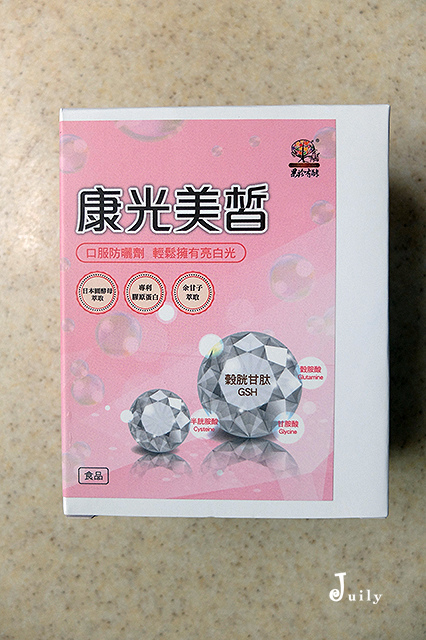 康光美皙
口服防曬劑 輕鬆擁有亮白光
日本圓酵母
萃取
專利
膠原蛋白
余甘子
萃取
穀胱甘肽
GSH
穀胺酸
Glutamine
半胱胺酸
Cysteine
甘胺酸
Glycine
食品
Juily